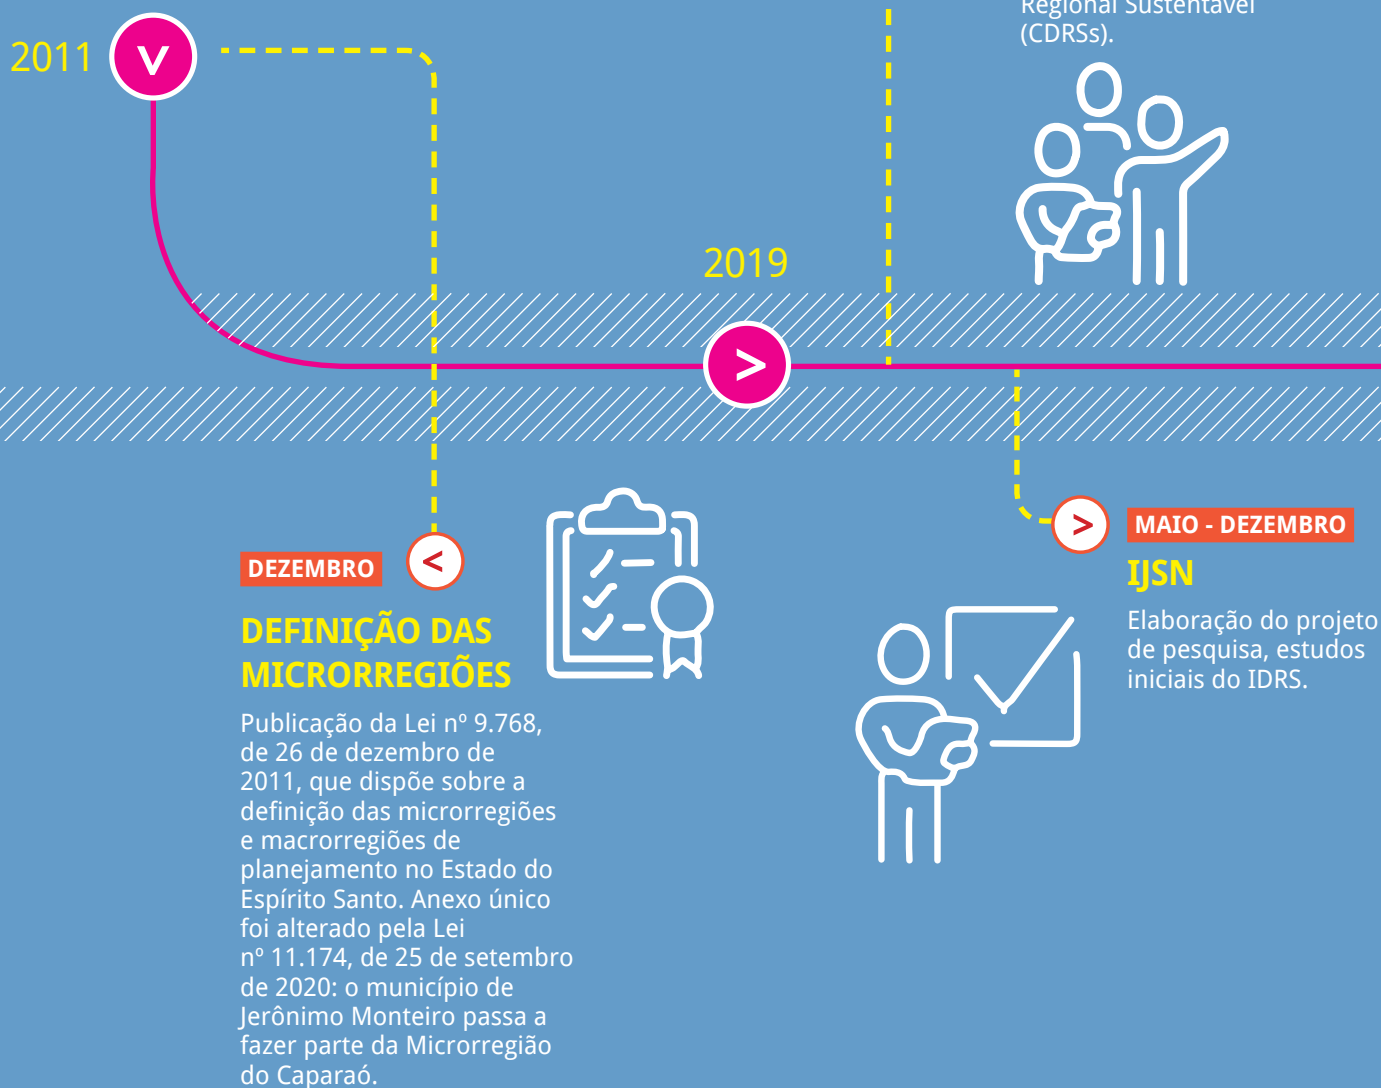 Regional Sustentável
(CDRSs).
2011
2019
DEZEMBRO
DEFINIÇÃO DAS
MICRORREGIÕES
Publicação da Lei nº 9.768,
de 26 de dezembro de
2011, que dispõe sobre a
definição das microrregiões
e macrorregiões de
planejamento no Estado do
Espírito Santo. Anexo único
foi alterado pela Lei
nº 11.174, de 25 de setembro
de 2020: o município de
Jerônimo Monteiro passa a
fazer parte da Microrregião
do Caparaó.
MAIO - DEZEMBRO
IJSN
Elaboração do projeto
de pesquisa, estudos
iniciais do IDRS.